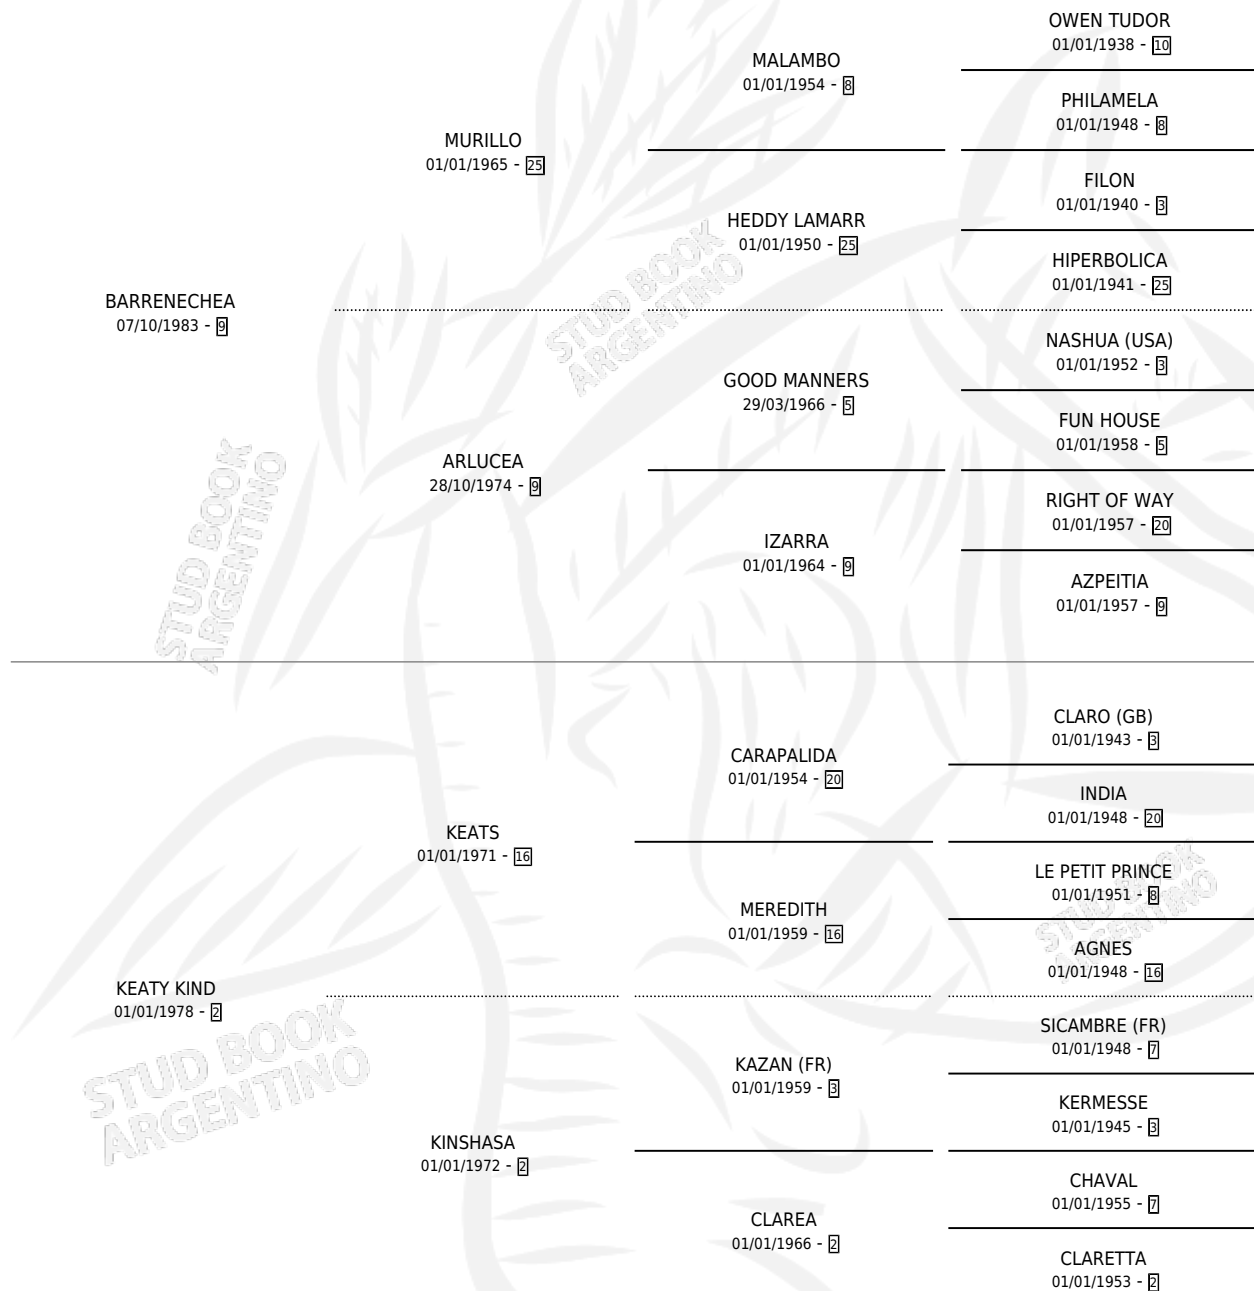 OWEN TUDOR
01/01/1938 - 10
MALAMBO
01/01/1954 - 8
PHILAMELA
01/01/1948 - 8
MURILLO
01/01/1965 - 25
FILON
01/01/1940 - 3
HEDDY LAMARR
01/01/1950 - 25
HIPERBOLICA
01/01/1941 - 25
BARRENECHEA
07/10/1983 - 9
STUD BOOK
ARGENTINO
NASHUA (USA)
01/01/1952 - 3
GOOD MANNERS
29/03/1966 - 5
FUN HOUSE
01/01/1958 - 5
ARLUCEA
28/10/1974 - 9
RIGHT OF WAY
01/01/1957 - 20
IZARRA
01/01/1964 - 9
AZPEITIA
01/01/1957 - 9
STUD BOOK
ARGENTINO
CLARO (GB)
01/01/1943 - 3
CARAPALIDA
01/01/1954 - 20
INDIA
01/01/1948 - 20
KEATS
01/01/1971 - 16
LE PETIT PRINCE
01/01/1951 - 8
MEREDITH
01/01/1959 - 16
AGNES
01/01/1948 - 16
STUD BOOK
ARGENTINO
KEATY KIND
01/01/1978 - 2
STUD BOOK
ARGENTINO
SICAMBRE (FR)
01/01/1948 - 7
KAZAN (FR)
01/01/1959 - 3
KERMESSE
01/01/1945 - 3
KINSHASA
01/01/1972 - 2
CHAVAL
01/01/1955 - 7
CLAREA
01/01/1966 - 2
CLARETTA
01/01/1953 - 2